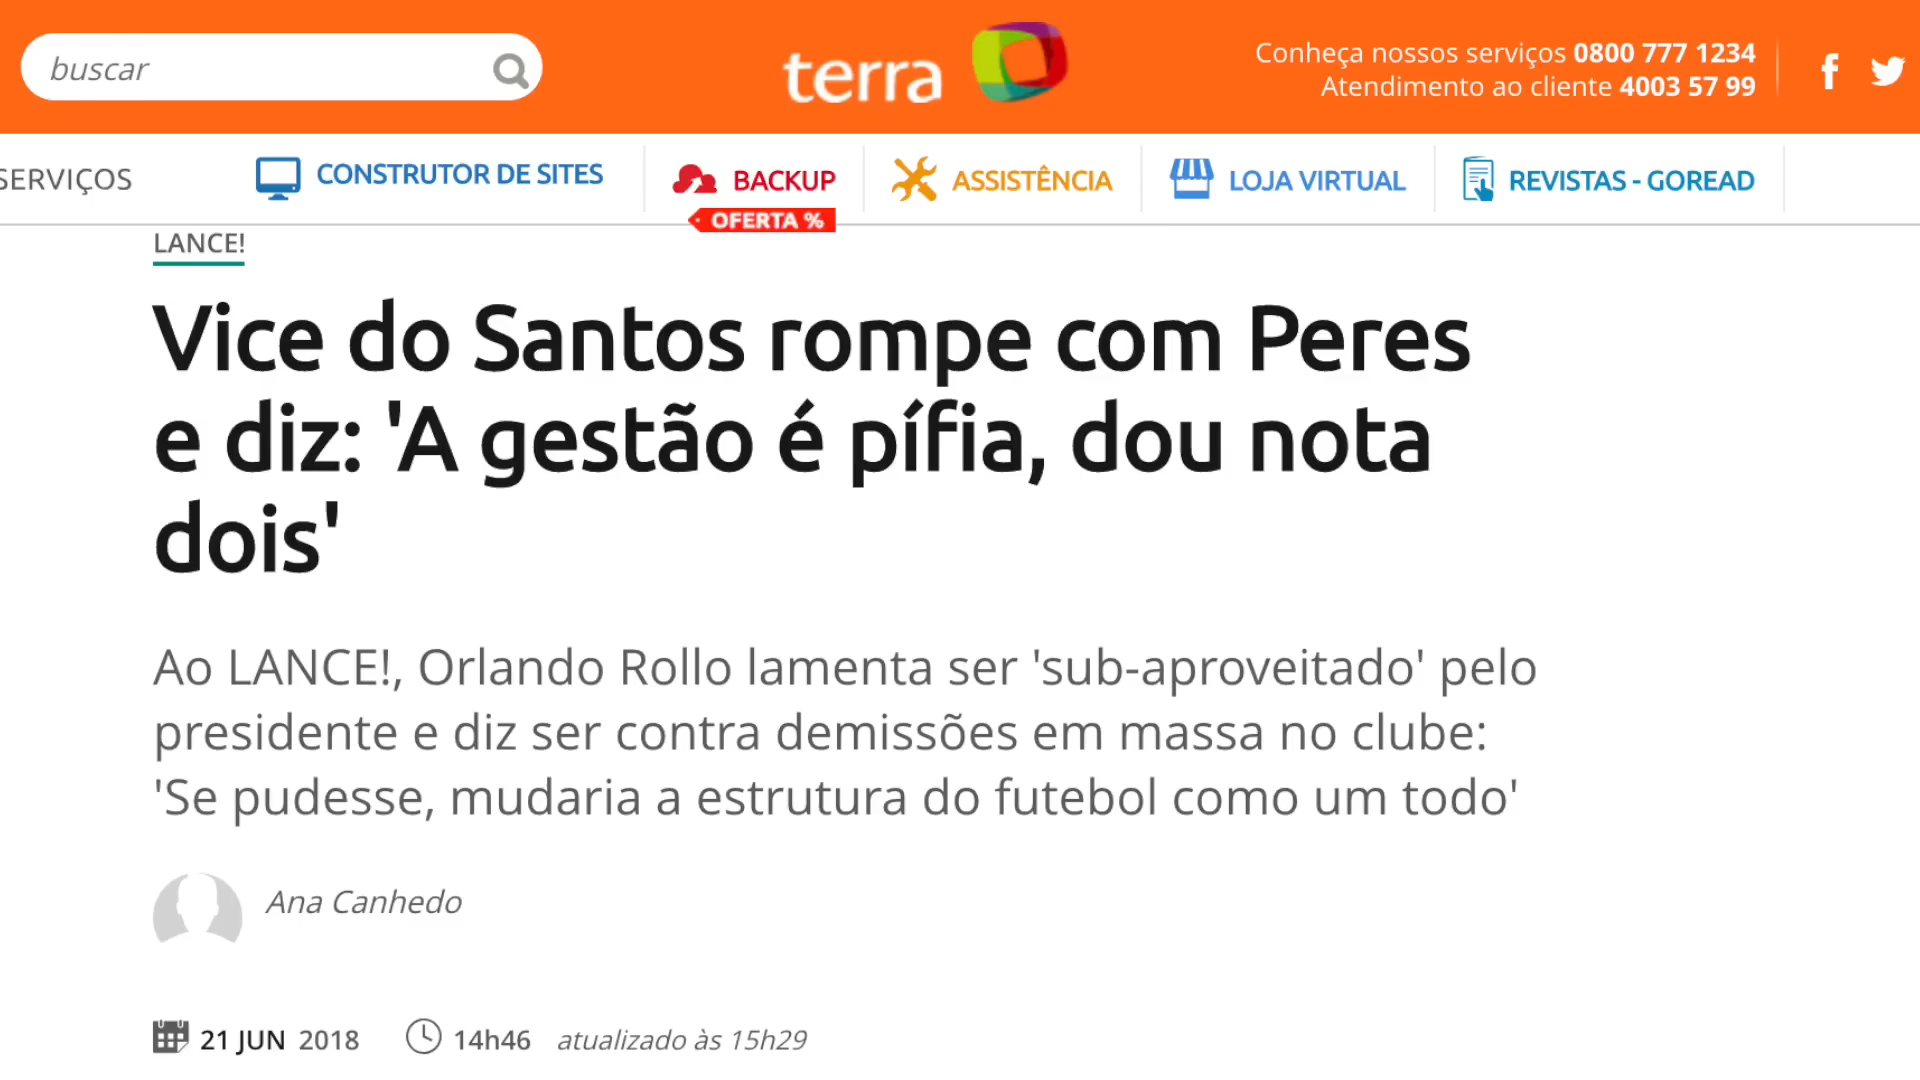 buscar
terra
Conheça nossos serviços 0800 777 1234
Atendimento ao cliente 4003 57 99
SERVIÇOS
CONSTRUTOR DE SITES
BACKUP
OFERTA %
ASSISTÊNCIA
LOJA VIRTUAL
REVISTAS - GOREAD
LANCE!
Vice do Santos rompe com Peres
e diz: 'A gestão é pífia, dou nota
dois'
Ao LANCE!, Orlando Rollo lamenta ser 'sub-aproveitado' pelo
presidente e diz ser contra demissões em massa no clube:
'Se pudesse, mudaria a estrutura do futebol como um todo'
Ana Canhedo
21 JUN 2018 14h46 atualizado às 15h29